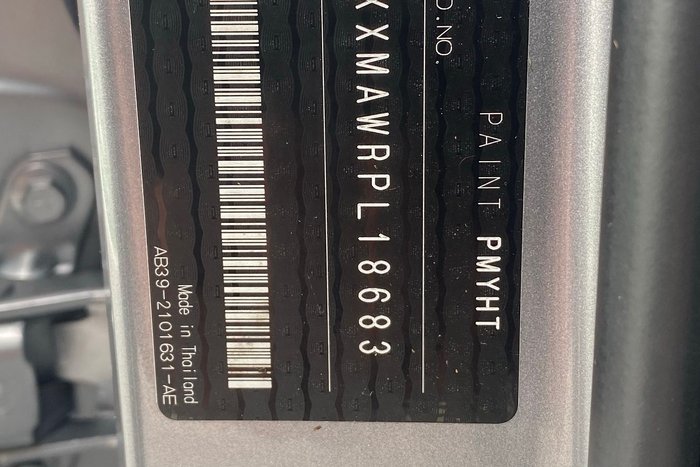 D.NO.
PAINT PMYHT
XXMAWRPL18683
Made in Thailand
AB39-2101631-AE